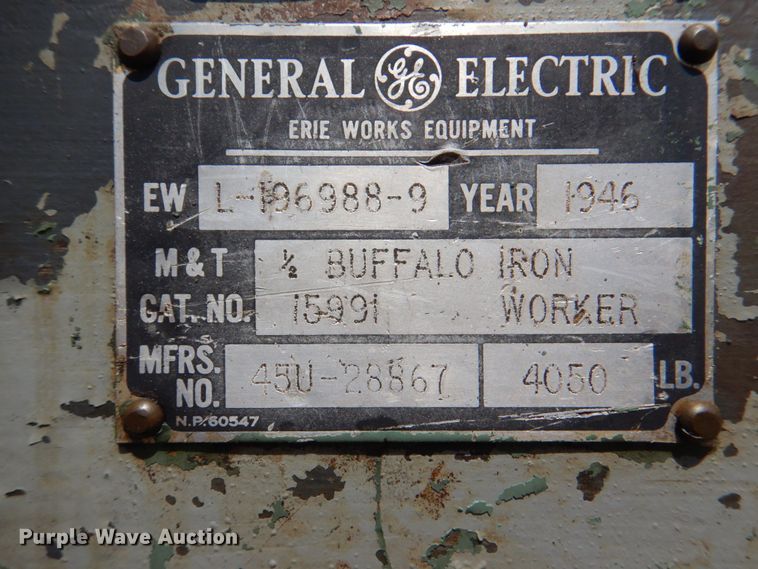 GENERAL GE ELECTRIC
ERIE WORKS EQUIPMENT
EW L-196988-9 YEAR 1946
M & T ½ BUFFALO IRON
CAT. NO. 15991 WORKER
MFRS. NO. 45U-28867 4050 LB.
N.P. 60547
Purple Wave Auction